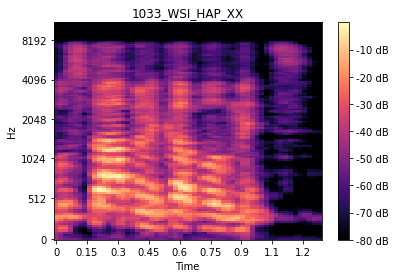 1033_WSI_HAP_XX
Hz
8192
4096
2048
1024
512
0
0 0.15 0.3 0.45 0.6 0.75 0.9 1.1 1.2
Time
-10 dB
-20 dB
-30 dB
-40 dB
-50 dB
-60 dB
-70 dB
-80 dB